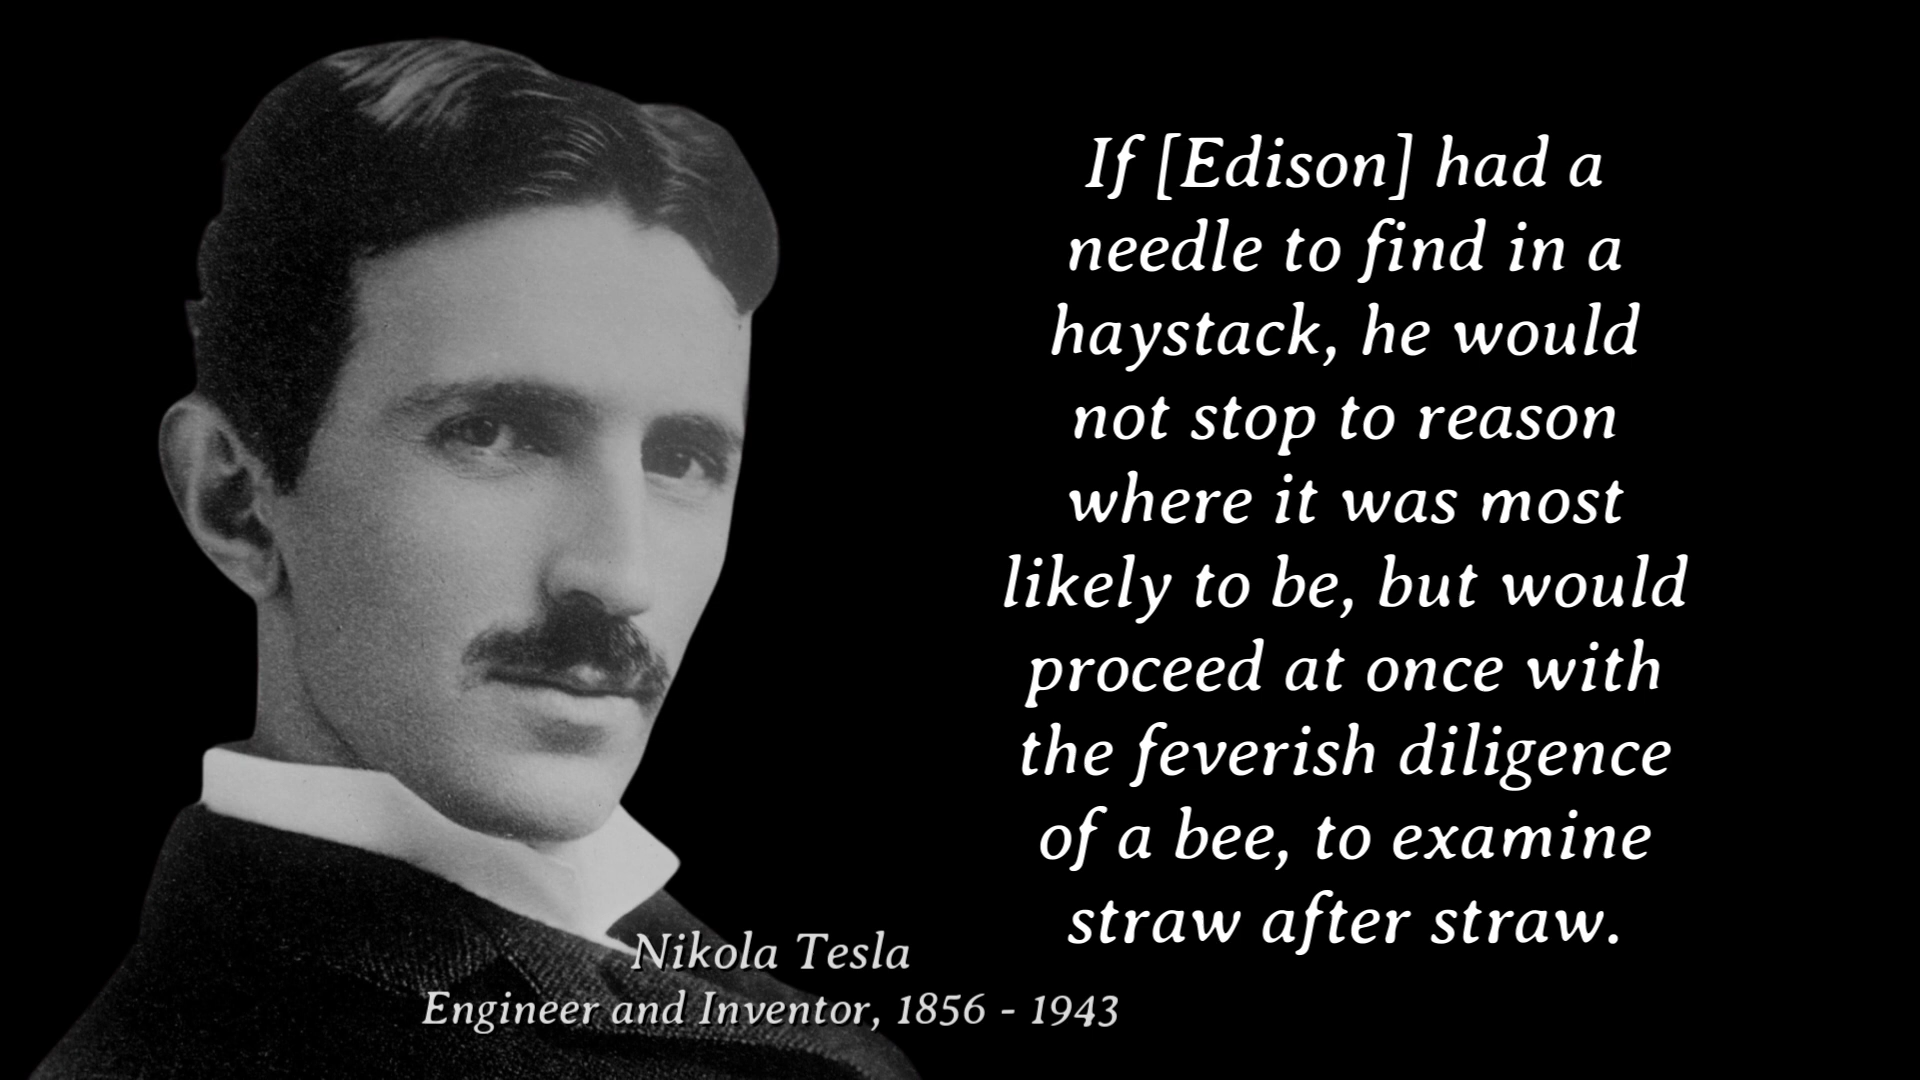 If [Edison] had a
needle to find in a
haystack, he would
not stop to reason
where it was most
likely to be, but would
proceed at once with
the feverish diligence
of a bee, to examine
straw after straw.
Nikola Tesla
Engineer and Inventor, 1856 - 1943